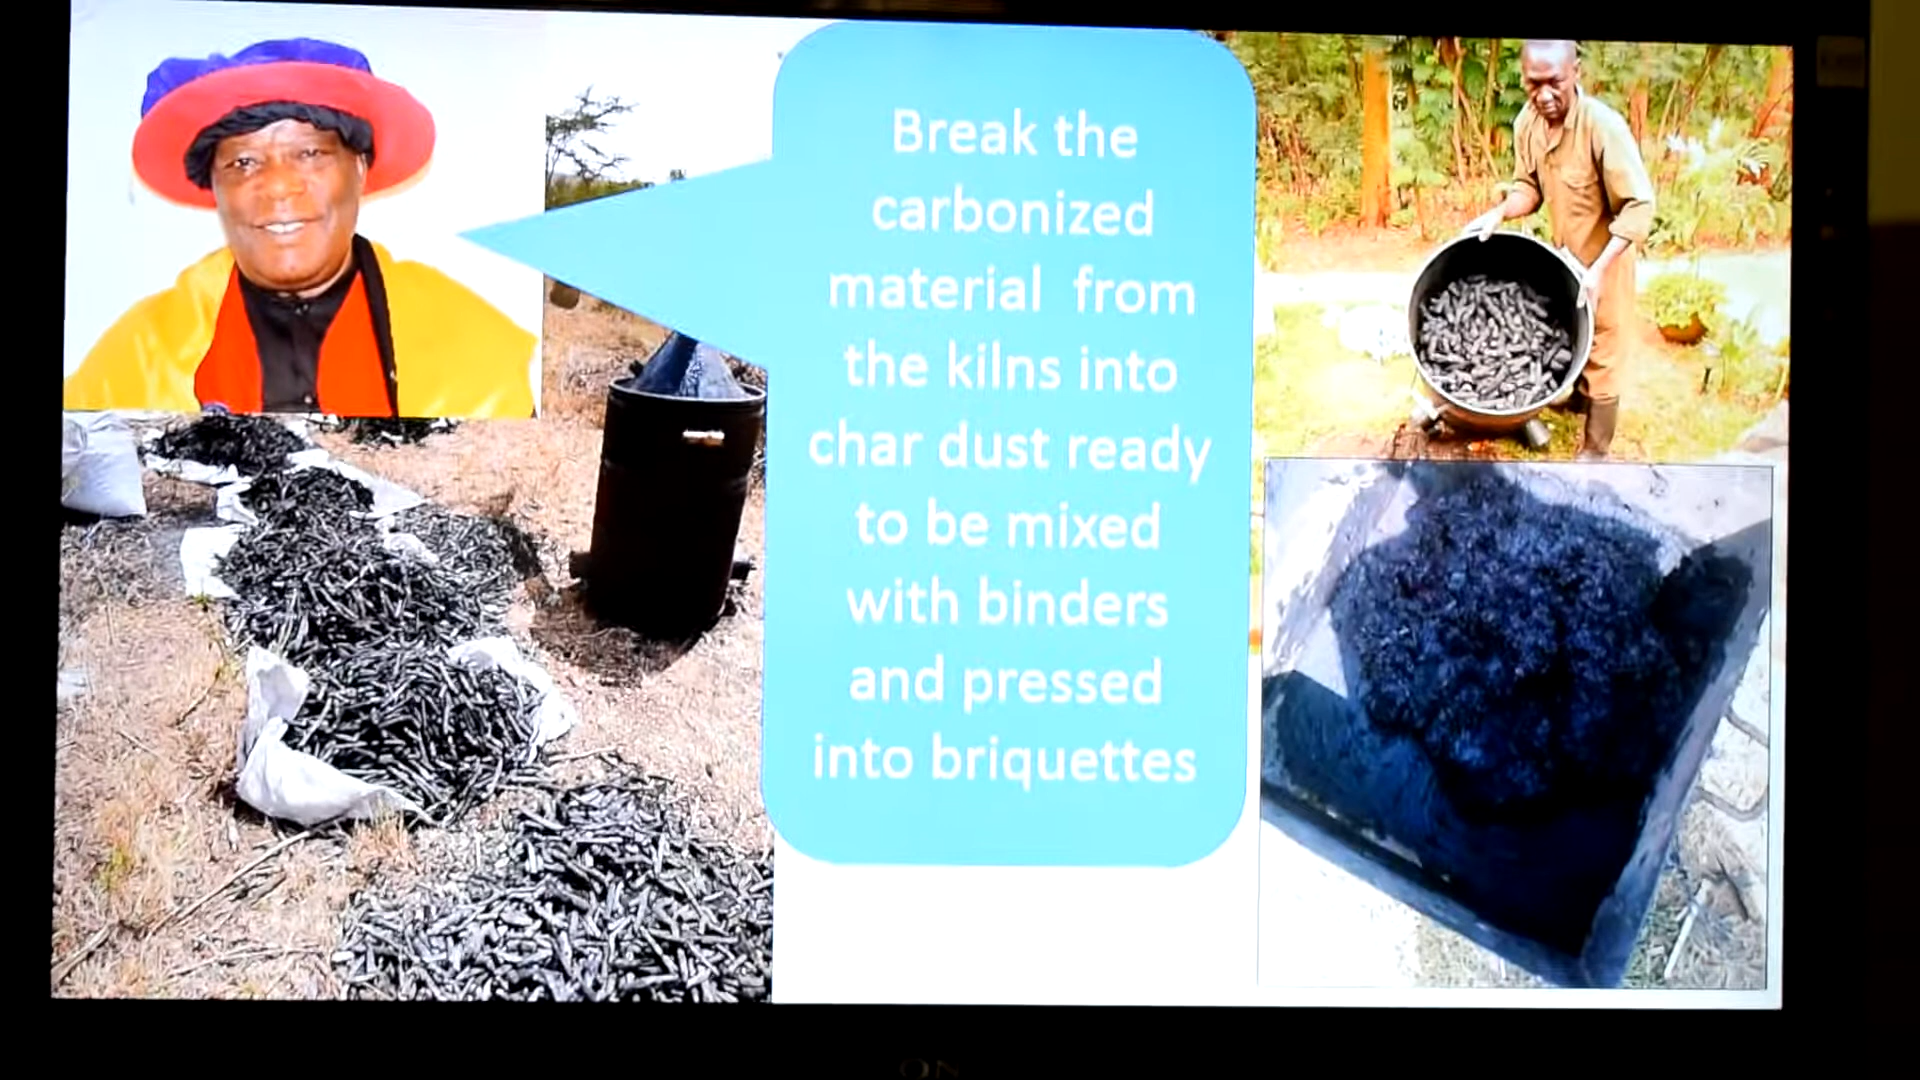 Break the
carbonized
material from
the kilns into
char dust ready
to be mixed
with binders
and pressed
into briquettes